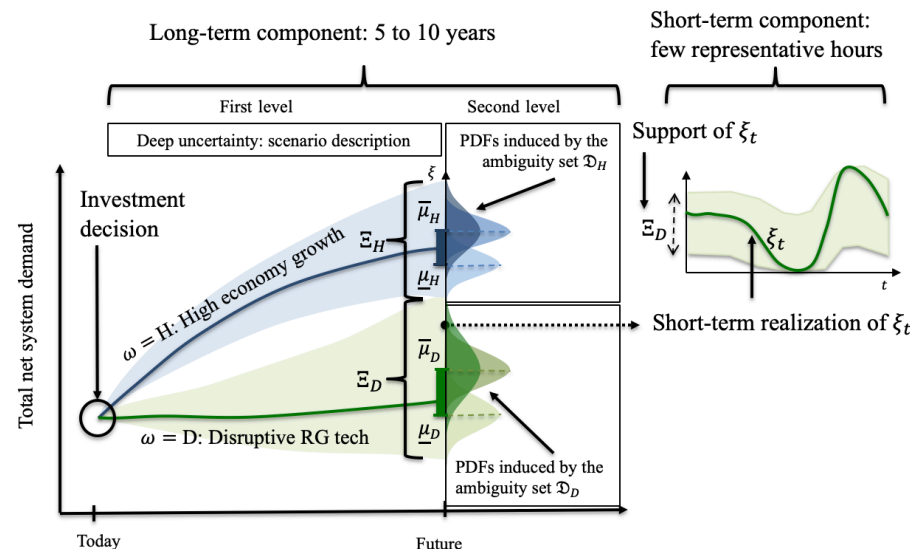 Long-term component: 5 to 10 years
Short-term component:
few representative hours
First level
Second level
Deep uncertainty: scenario description
PDFs induced by the
ambiguity set 𝔇_H
Support of ξ_t
Total net system demand
Investment
decision
ξ
μ̅_H
Ξ_H
μ̲_H
ω = H: High economy growth
Ξ_D
ξ_t
t
Short-term realization of ξ_t
μ̅_D
Ξ_D
μ̲_D
ω = D: Disruptive RG tech
PDFs induced by the
ambiguity set 𝔇_D
Today
Future